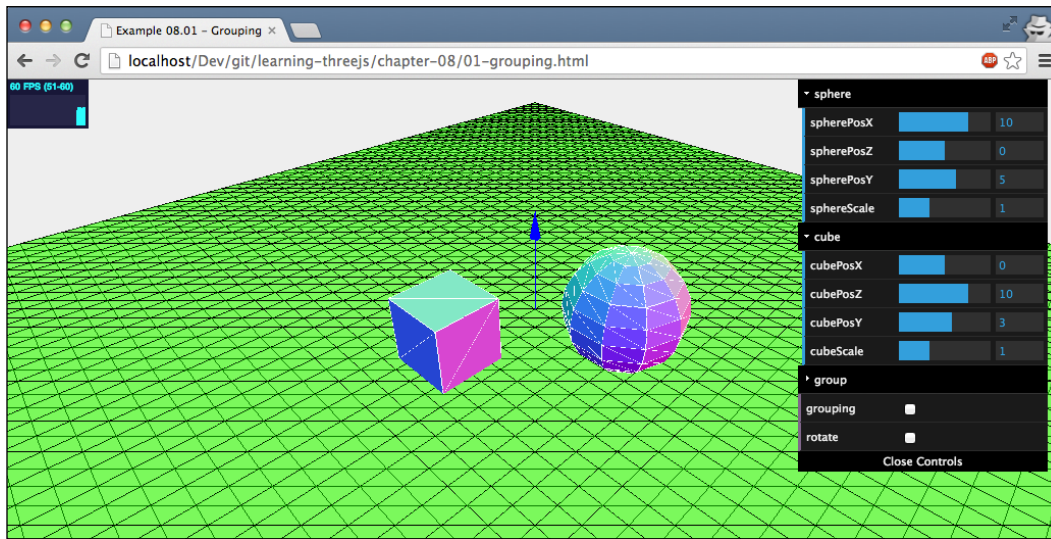 Example 08.01 - Grouping ×
localhost/Dev/git/learning-threejs/chapter-08/01-grouping.html
ABP
60 FPS (51-60)
sphere
spherePosX 10
spherePosZ 0
spherePosY 5
sphereScale 1
cube
cubePosX 0
cubePosZ 10
cubePosY 3
cubeScale 1
group
grouping
rotate
Close Controls